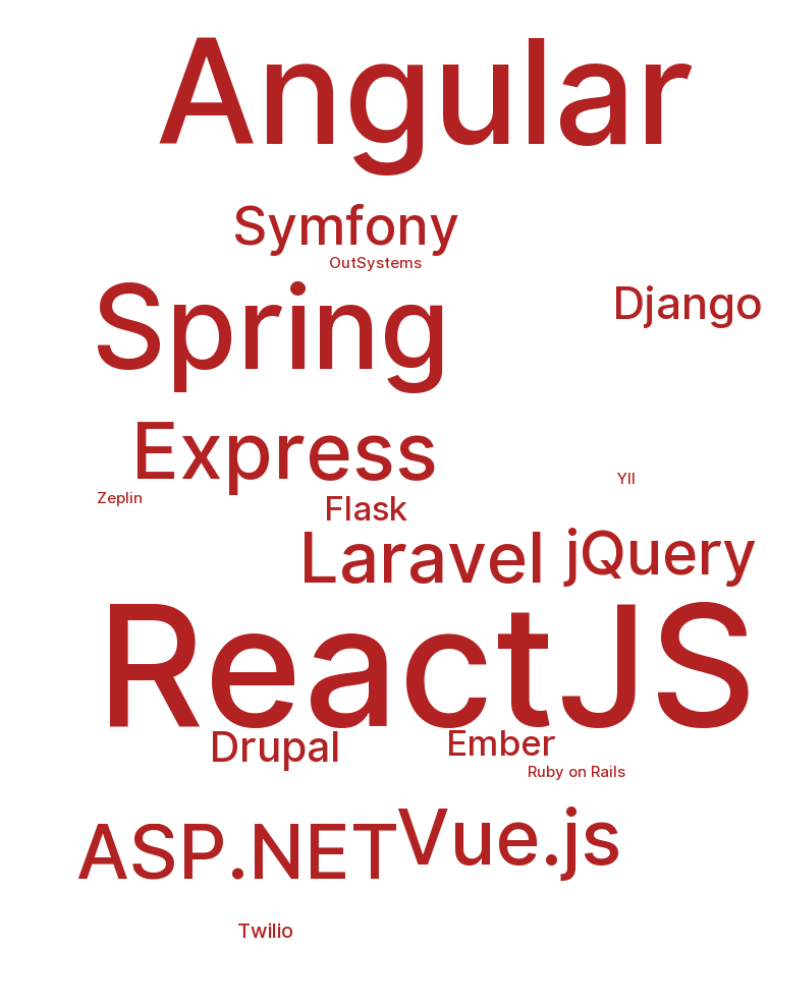 Angular
Symfony
OutSystems
Spring
Django
Express
YII
Zeplin
Flask
Laravel
jQuery
ReactJS
Drupal
Ember
Ruby on Rails
ASP.NET
Vue.js
Twilio